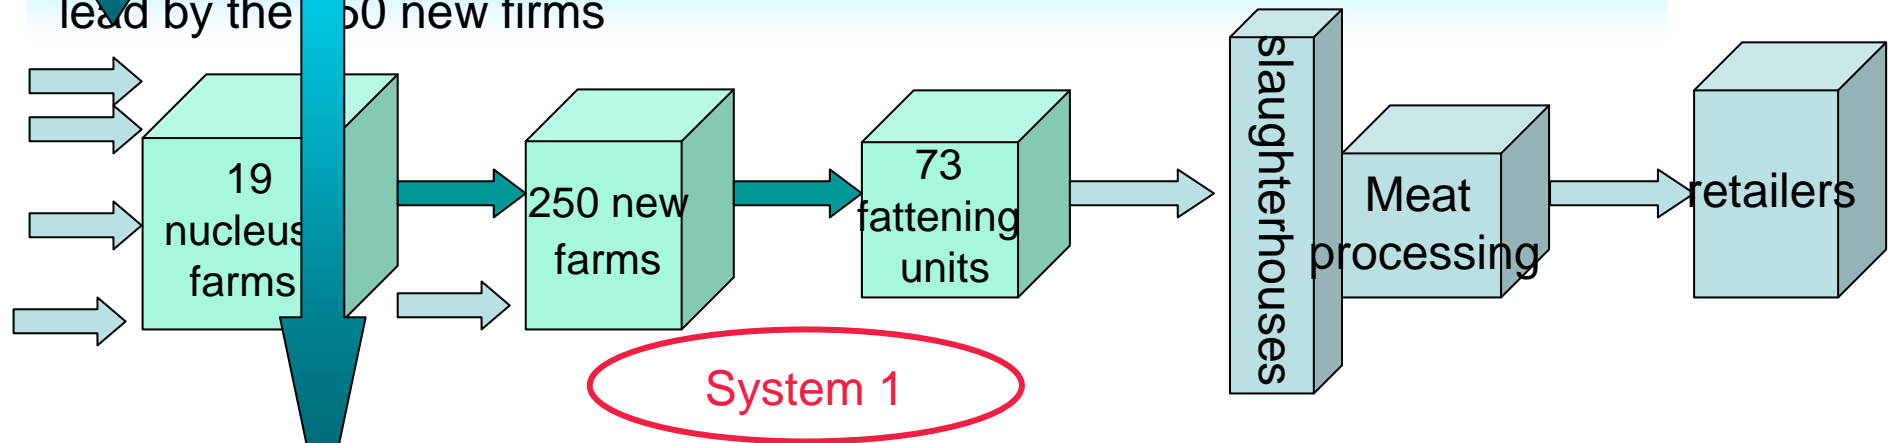 lead by the 50 new firms
19
nucleus
farms
250 new
farms
73
fattening
units
slaughterhouses
Meat
processing
retailers
System 1